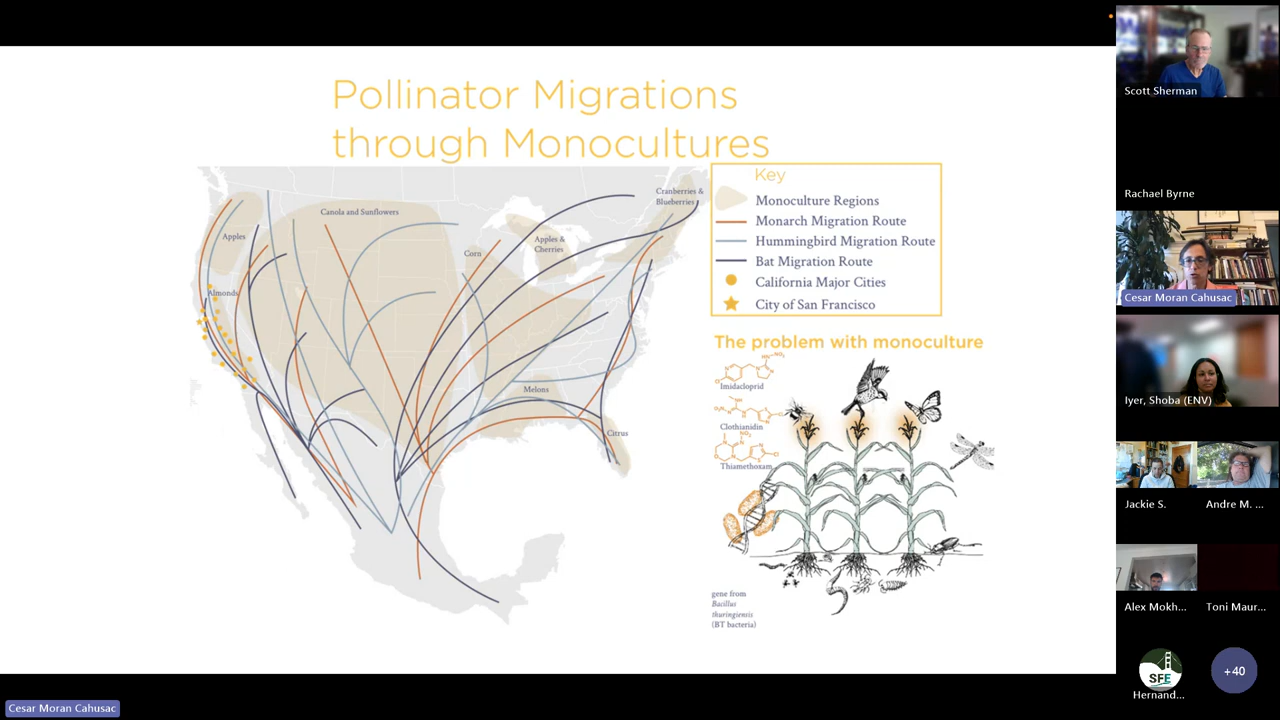 Pollinator Migrations
through Monocultures
Key
Monoculture Regions
Monarch Migration Route
Hummingbird Migration Route
Bat Migration Route
California Major Cities
City of San Francisco
Cranberries &
Blueberries
Canola and Sunflowers
Apples
Corn
Apples &
Cherries
Almonds
Melons
Citrus
The problem with monoculture
Imidacloprid
Clothianidin
Thiamethoxam
gene from
Bacillus
thuringiensis
(BT bacteria)
Scott Sherman
Rachael Byrne
Cesar Moran Cahusac
Iyer, Shoba (ENV)
Jackie S.
Andre M. ...
Alex Mokh...
Toni Maur...
SFE
Hernand...
+40
Cesar Moran Cahusac